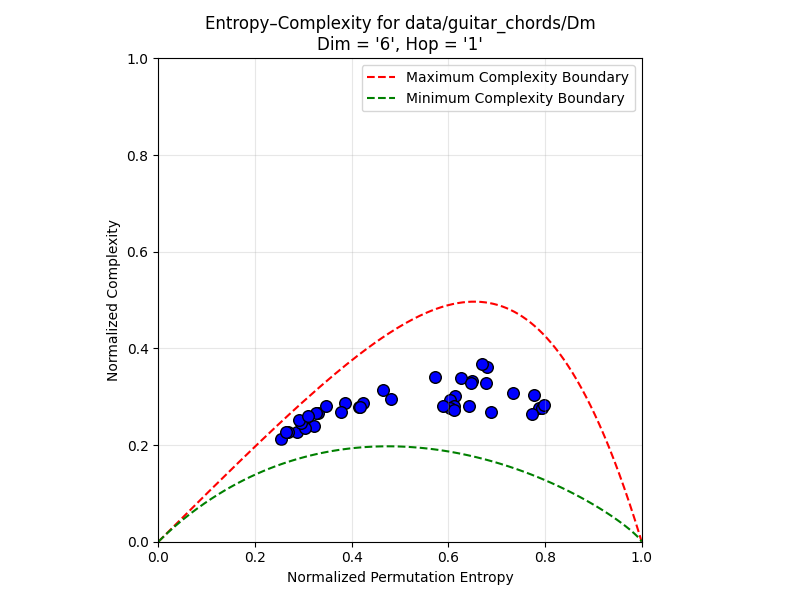 Entropy–Complexity for data/guitar_chords/Dm
Dim = '6', Hop = '1'
Maximum Complexity Boundary
Minimum Complexity Boundary
1.0
0.8
0.6
0.4
0.2
0.0
Normalized Complexity
0.0 0.2 0.4 0.6 0.8 1.0
Normalized Permutation Entropy